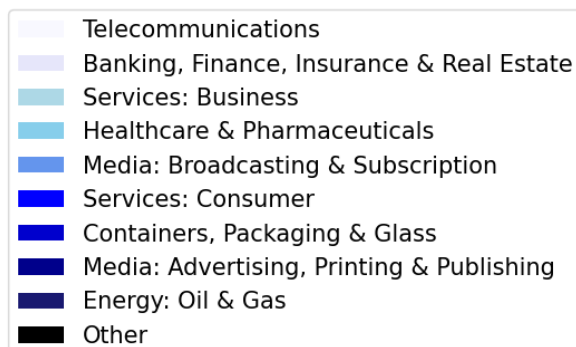 Telecommunications
Banking, Finance, Insurance & Real Estate
Services: Business
Healthcare & Pharmaceuticals
Media: Broadcasting & Subscription
Services: Consumer
Containers, Packaging & Glass
Media: Advertising, Printing & Publishing
Energy: Oil & Gas
Other